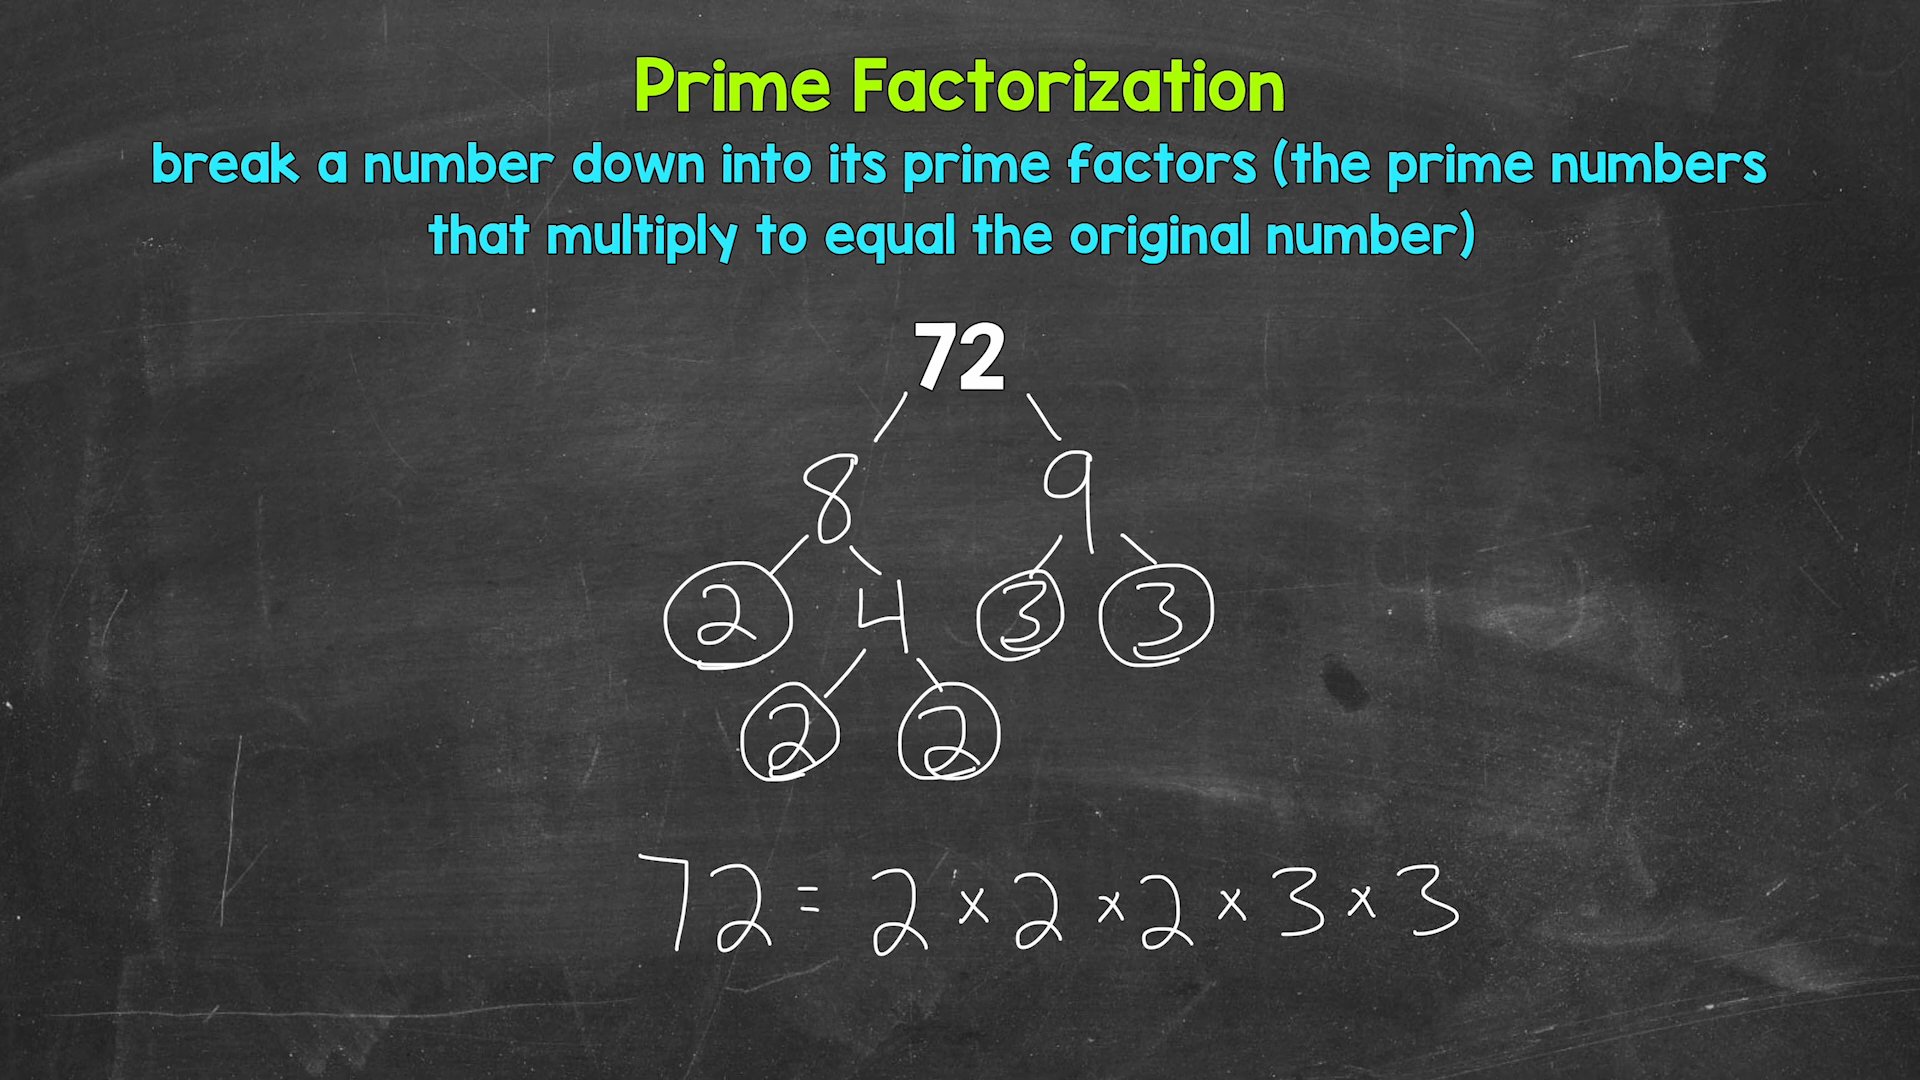 Prime Factorization
break a number down into its prime factors (the prime numbers
that multiply to equal the original number)
72
8 9
2 4 3 3
2 2
72 = 2 × 2 × 2 × 3 × 3